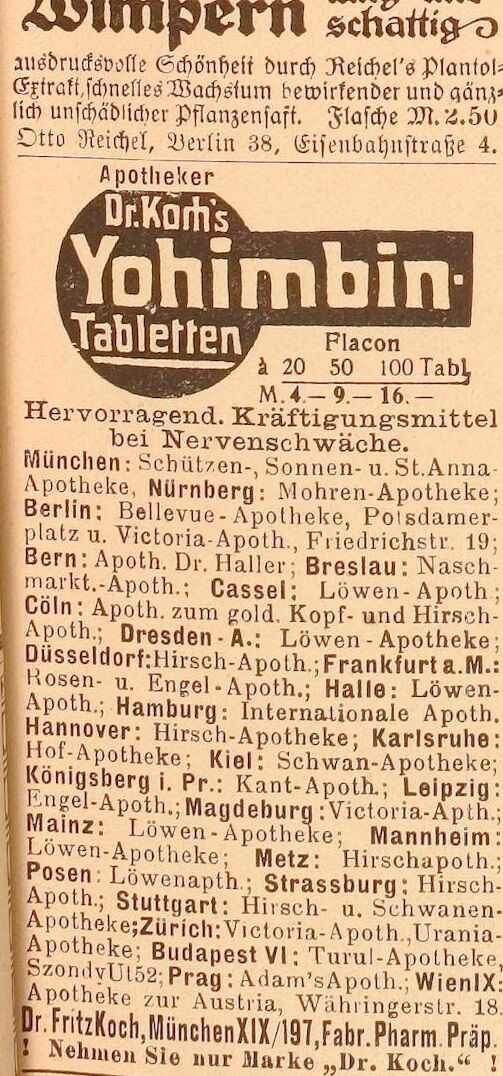 Wimpern
schattig
ausdrucksvolle Schönheit durch Reichel's Plantol-
Extrakt, schnelles Wachstum bewirkender und gänz-
lich unschädlicher Pflanzensaft. Flasche M. 2.50
Otto Reichel, Berlin 38, Eisenbahnstraße 4.
Apotheker
Dr. Koch's
Yohimbin-
Tabletten
Flacon
à 20 50 100 Tabl.
M. 4.— 9.— 16.—
Hervorragend. Kräftigungsmittel
bei Nervenschwäche.
München: Schützen-, Sonnen- u. St. Anna-
Apotheke, Nürnberg: Mohren-Apotheke;
Berlin: Bellevue-Apotheke, Potsdamer-
platz u. Victoria-Apoth., Friedrichstr. 19;
Bern: Apoth. Dr. Haller; Breslau: Nasch-
markt.-Apoth.; Cassel: Löwen-Apoth.;
Cöln: Apoth. zum gold. Kopf- und Hirsch-
Apoth.; Dresden-A.: Löwen-Apotheke;
Düsseldorf: Hirsch-Apoth.; Frankfurt a. M.:
Rosen- u. Engel-Apoth.; Halle: Löwen-
Apoth.; Hamburg: Internationale Apoth.
Hannover: Hirsch-Apotheke; Karlsruhe:
Hof-Apotheke; Kiel: Schwan-Apotheke;
Königsberg i. Pr.: Kant-Apoth.; Leipzig:
Engel-Apoth.; Magdeburg: Victoria-Apth.;
Mainz: Löwen-Apotheke; Mannheim:
Löwen-Apotheke; Metz: Hirschapoth.;
Posen: Löwenapth.; Strassburg: Hirsch-
Apoth.; Stuttgart: Hirsch- u. Schwanen-
Apotheke; Zürich: Victoria-Apoth., Urania-
Apotheke; Budapest VI: Turul-Apotheke,
SzondyUt52; Prag: Adam's Apoth.; Wien IX:
Apotheke zur Austria, Währingerstr. 18.
Dr. Fritz Koch, München XIX/197, Fabr. Pharm. Präp.
! Nehmen Sie nur Marke „Dr. Koch.“ !